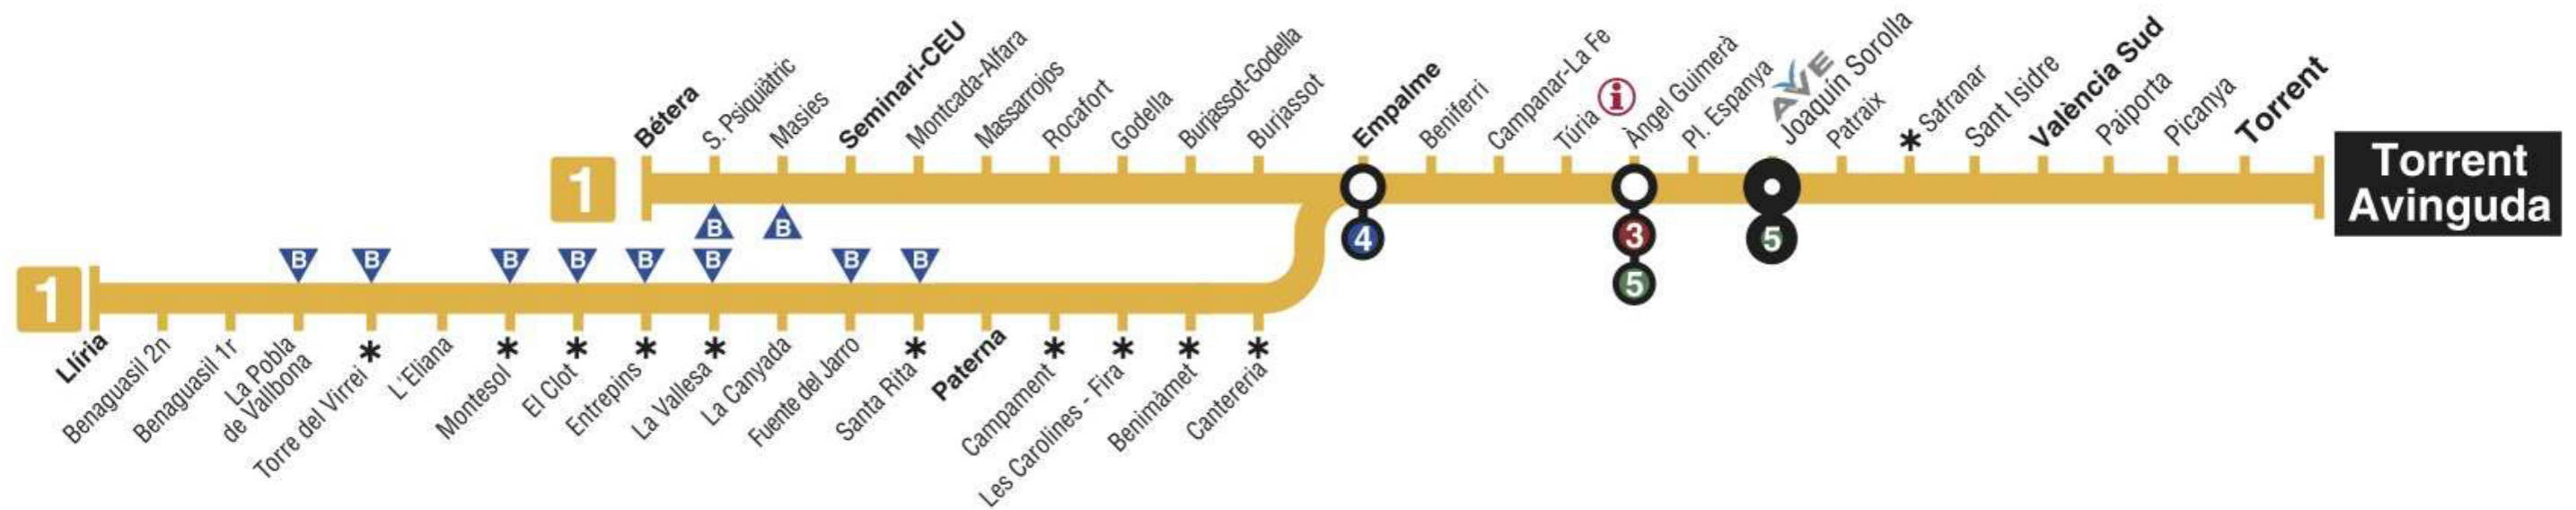 Bétera
S. Psiquiàtric
Masies
Seminari-CEU
Montcada-Alfara
Massarrojos
Rocafort
Godella
Burjassot-Godella
Burjassot
Empalme
Beniferri
Campanar-La Fe
Túria
i
Àngel Guimerà
Pl. Espanya
AVE
Joaquín Sorolla
Patraix
* Safranar
Sant Isidre
València Sud
Paiporta
Picanya
Torrent
Torrent
Avinguda
1
B
B
4
3
5
5
1
B
B
B
B
B
B
B
B
Llíria
Benaguasil 2n
Benaguasil 1r
La Pobla
de Vallbona
Torre del Virrei *
L'Eliana
Montesol *
El Clot *
Entrepins *
La Vallesa *
La Canyada
Fuente del Jarro
Santa Rita *
Paterna
Campament *
Les Carolines - Fira *
Benimàmet *
Cantereria *